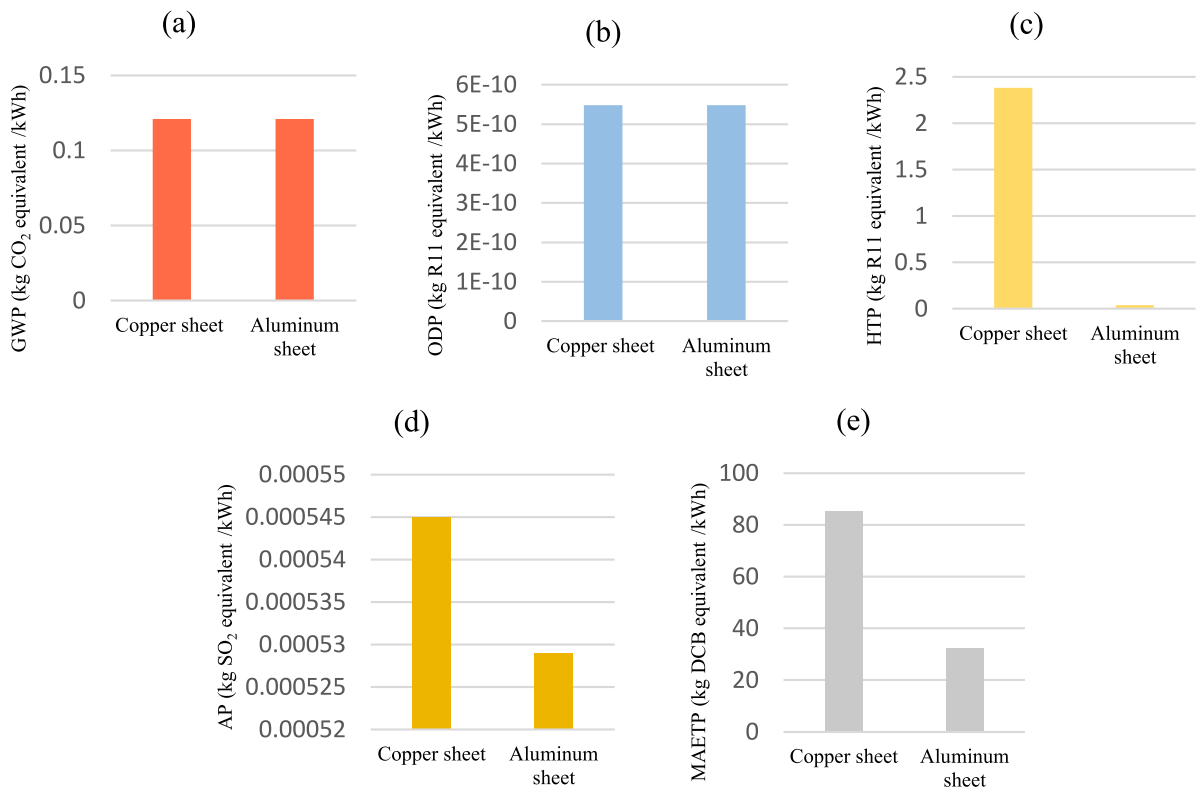 (a)
GWP (kg CO₂ equivalent /kWh)
0.15
0.1
0.05
0
Copper sheet
Aluminum
sheet
(b)
ODP (kg R11 equivalent /kWh)
6E-10
5E-10
4E-10
3E-10
2E-10
1E-10
0
Copper sheet
Aluminum
sheet
(c)
HTP (kg R11 equivalent /kWh)
2.5
2
1.5
1
0.5
0
Copper sheet
Aluminum
sheet
(d)
AP (kg SO₂ equivalent /kWh)
0.00055
0.000545
0.00054
0.000535
0.00053
0.000525
0.00052
Copper sheet
Aluminum
sheet
(e)
MAETP (kg DCB equivalent /kWh)
100
80
60
40
20
0
Copper sheet
Aluminum
sheet